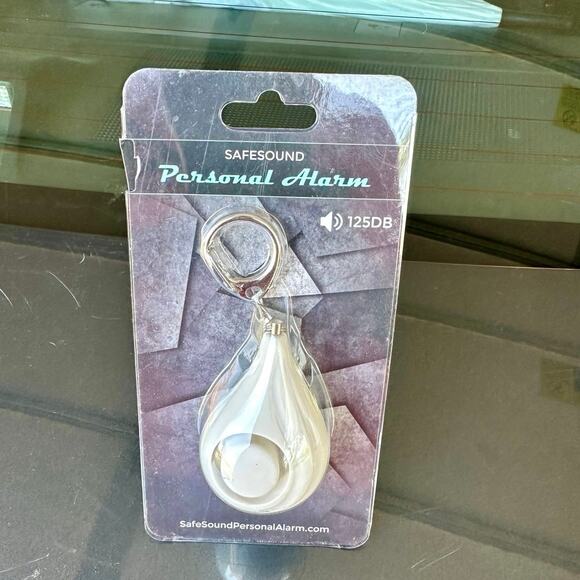 SAFESOUND
Personal Alarm
125DB
SafeSoundPersonalAlarm.com